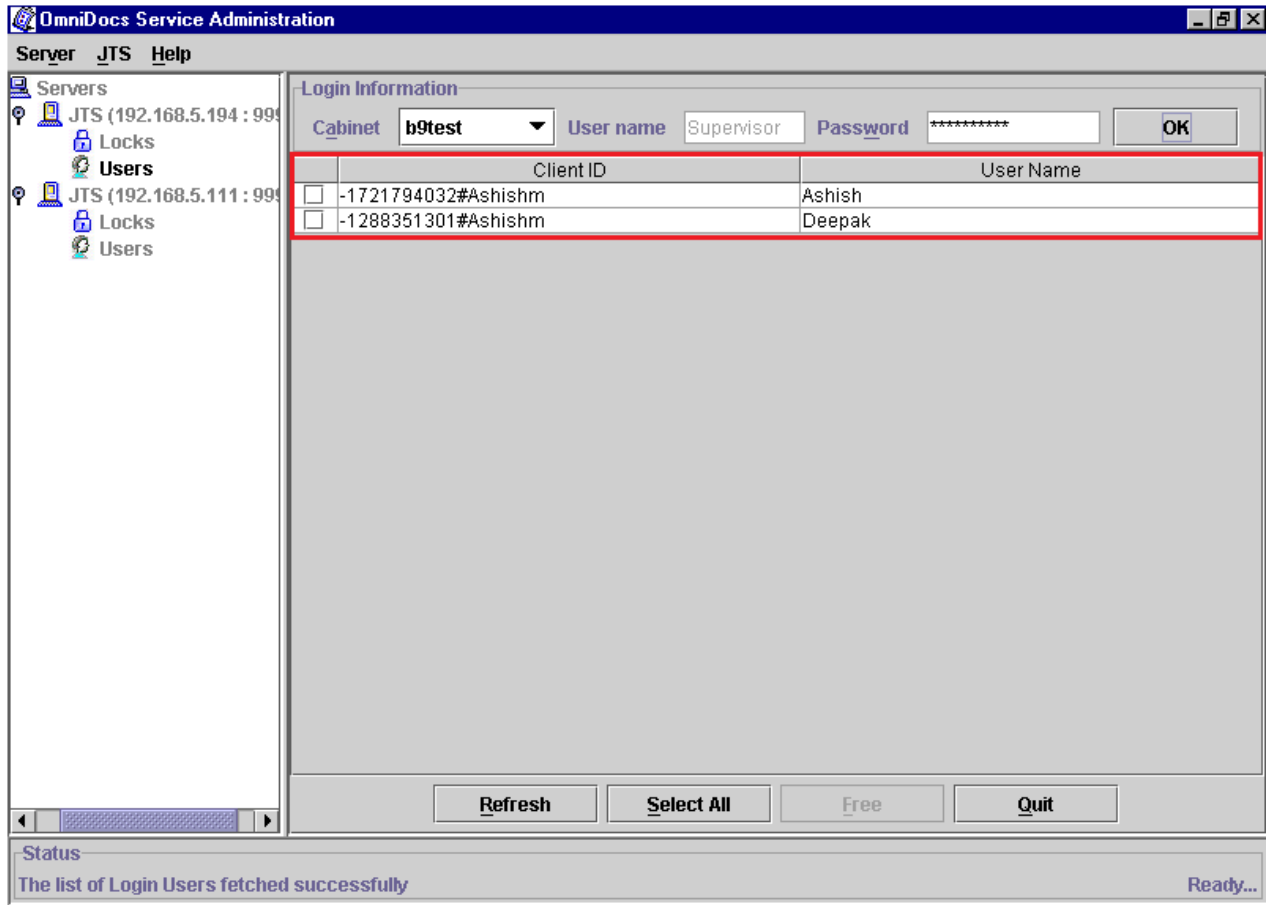 OmniDocs Service Administration
Server JTS Help
Servers
JTS (192.168.5.194 : 999
Locks
Users
JTS (192.168.5.111 : 999
Locks
Users
Login Information
Cabinet b9test User name Supervisor Password ********** OK
Client ID User Name
-1721794032#Ashishm Ashish
-1288351301#Ashishm Deepak
Refresh Select All Free Quit
Status
The list of Login Users fetched successfully Ready...